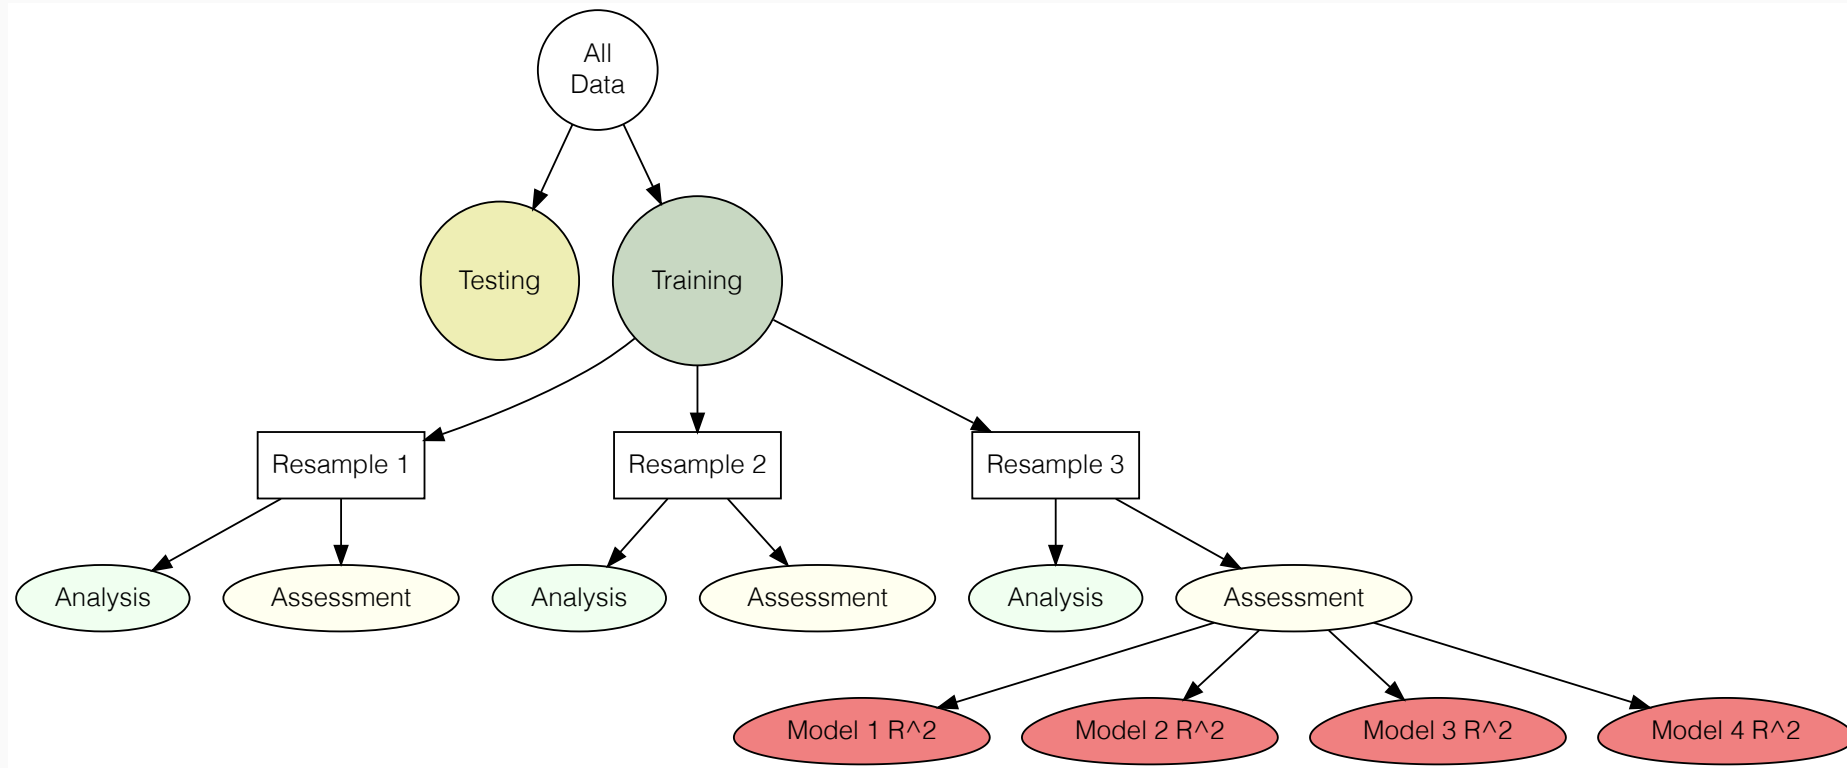 All
Data
Testing
Training
Resample 1
Resample 2
Resample 3
Analysis
Assessment
Analysis
Assessment
Analysis
Assessment
Model 1 R^2
Model 2 R^2
Model 3 R^2
Model 4 R^2